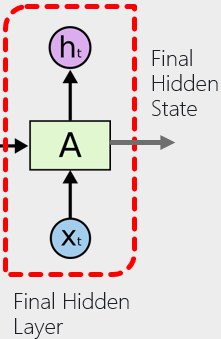 ht
Final
Hidden
State
A
xt
Final Hidden
Layer